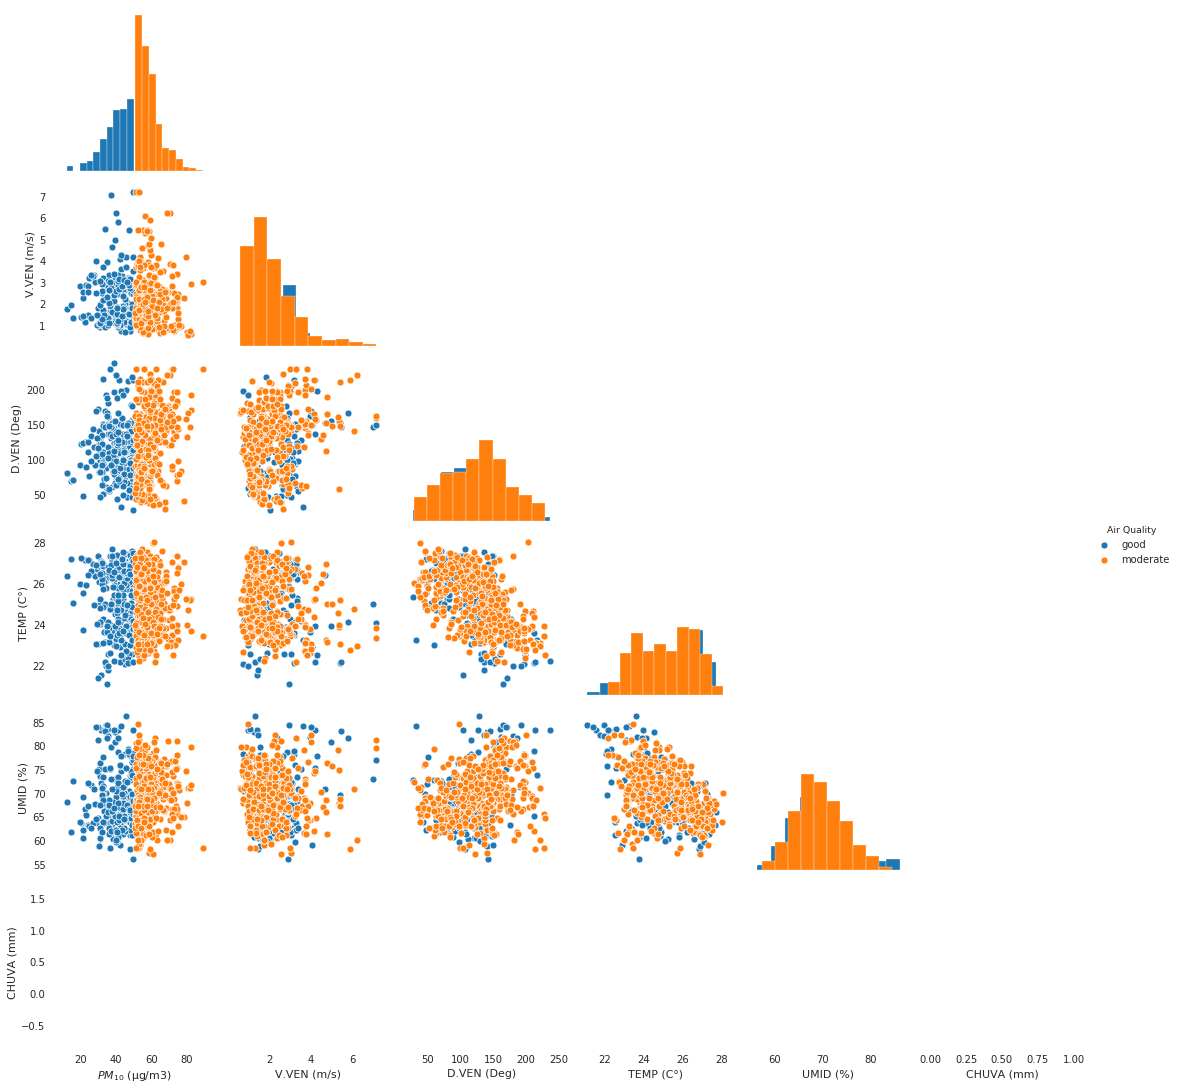 7
6
5
4
3
2
1
V.VEN (m/s)
200
150
100
50
D.VEN (Deg)
28
26
24
22
TEMP (C°)
Air Quality
good
moderate
85
80
75
70
65
60
55
UMID (%)
1.5
1.0
0.5
0.0
−0.5
CHUVA (mm)
20 40 60 80
2 4 6
50 100 150 200 250
22 24 26 28
60 70 80
0.00 0.25 0.50 0.75 1.00
PM₁₀ (μg/m3) V.VEN (m/s) D.VEN (Deg) TEMP (C°) UMID (%) CHUVA (mm)